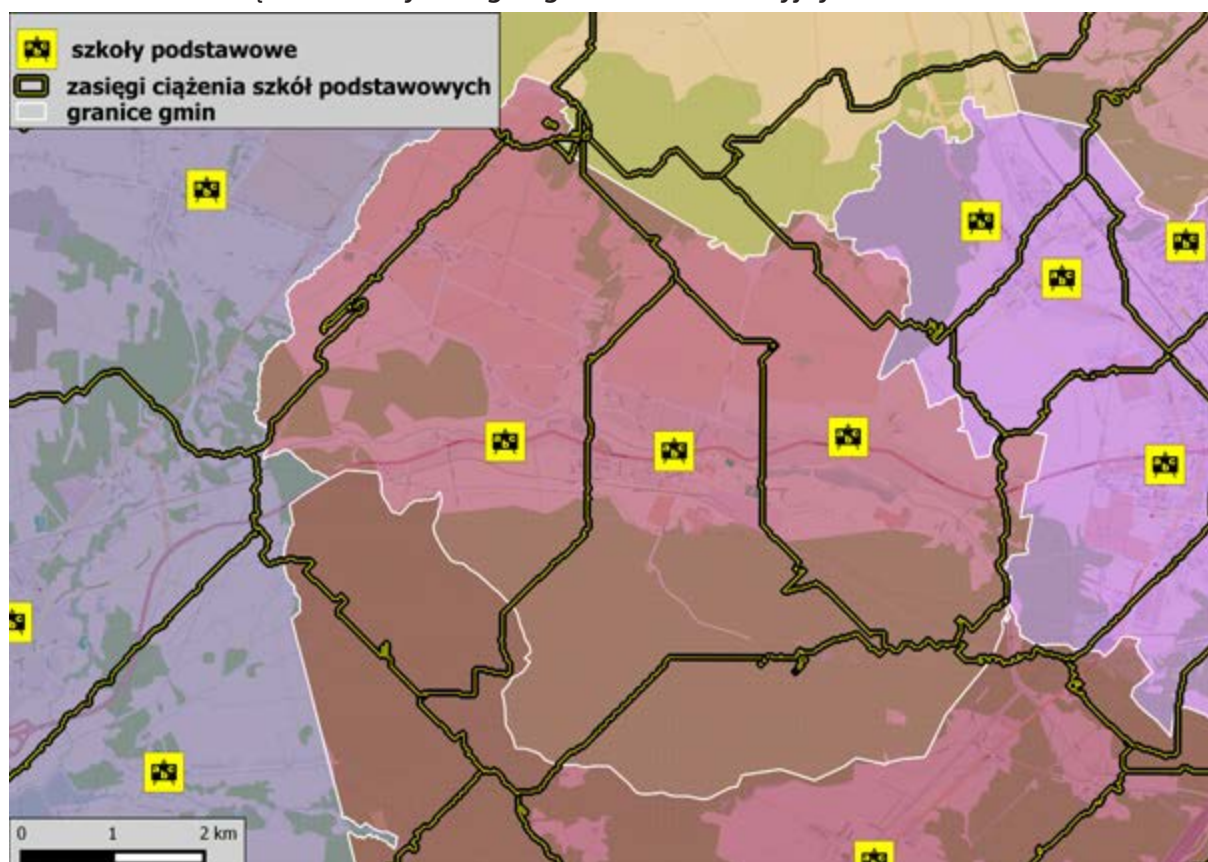 szkoły podstawowe
zasięgi ciążenia szkół podstawowych
granice gmin
0 1 2 km